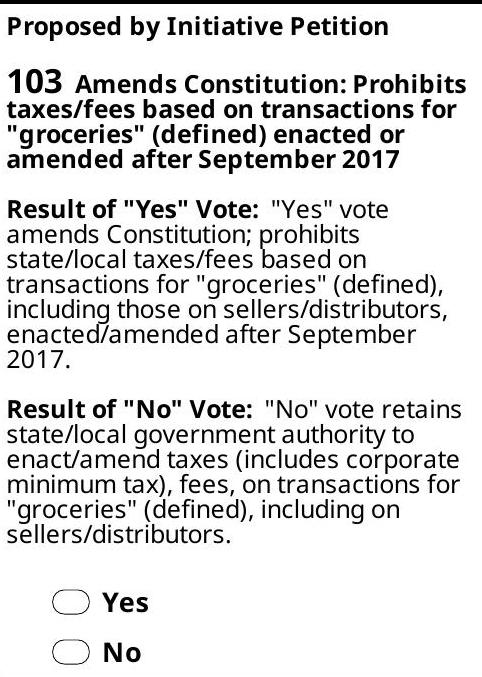 Proposed by Initiative Petition
103 Amends Constitution: Prohibits
taxes/fees based on transactions for
"groceries" (defined) enacted or
amended after September 2017
Result of "Yes" Vote: "Yes" vote
amends Constitution; prohibits
state/local taxes/fees based on
transactions for "groceries" (defined),
including those on sellers/distributors,
enacted/amended after September
2017.
Result of "No" Vote: "No" vote retains
state/local government authority to
enact/amend taxes (includes corporate
minimum tax), fees, on transactions for
"groceries" (defined), including on
sellers/distributors.
Yes
No